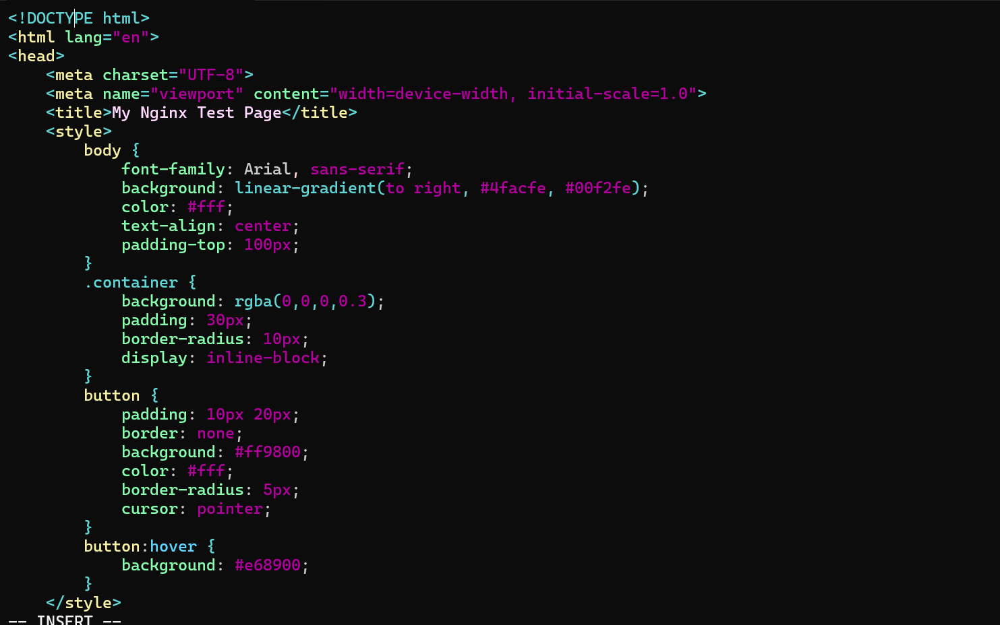 <!DOCTYPE html>
<html lang="en">
<head>
    <meta charset="UTF-8">
    <meta name="viewport" content="width=device-width, initial-scale=1.0">
    <title>My Nginx Test Page</title>
    <style>
        body {
            font-family: Arial, sans-serif;
            background: linear-gradient(to right, #4facfe, #00f2fe);
            color: #fff;
            text-align: center;
            padding-top: 100px;
        }
        .container {
            background: rgba(0,0,0,0.3);
            padding: 30px;
            border-radius: 10px;
            display: inline-block;
        }
        button {
            padding: 10px 20px;
            border: none;
            background: #ff9800;
            color: #fff;
            border-radius: 5px;
            cursor: pointer;
        }
        button:hover {
            background: #e68900;
        }
    </style>
-- INSERT --